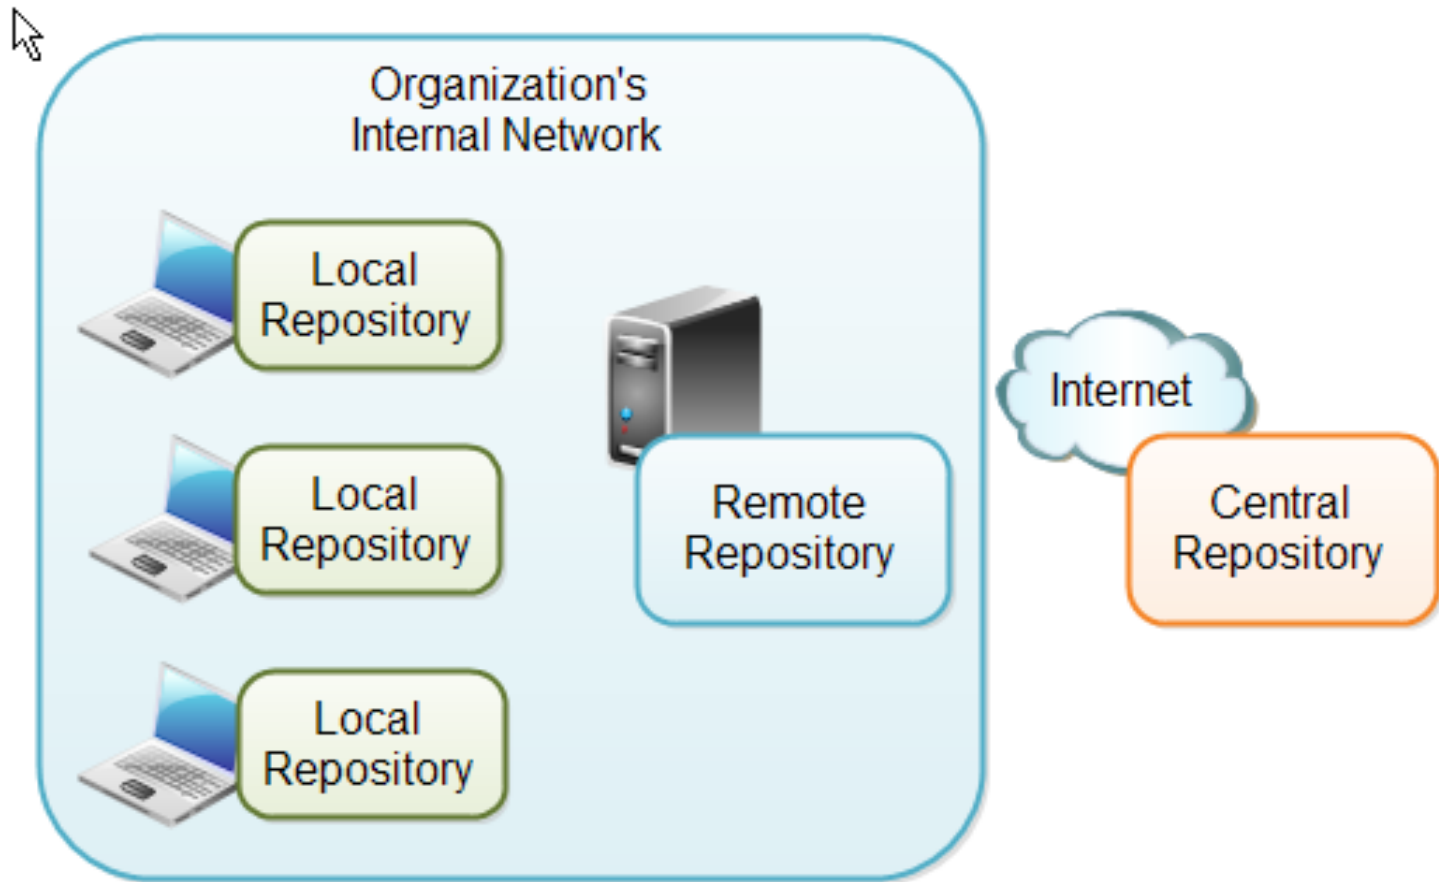 Organization's
Internal Network
Local
Repository
Local
Repository
Local
Repository
Remote
Repository
Internet
Central
Repository